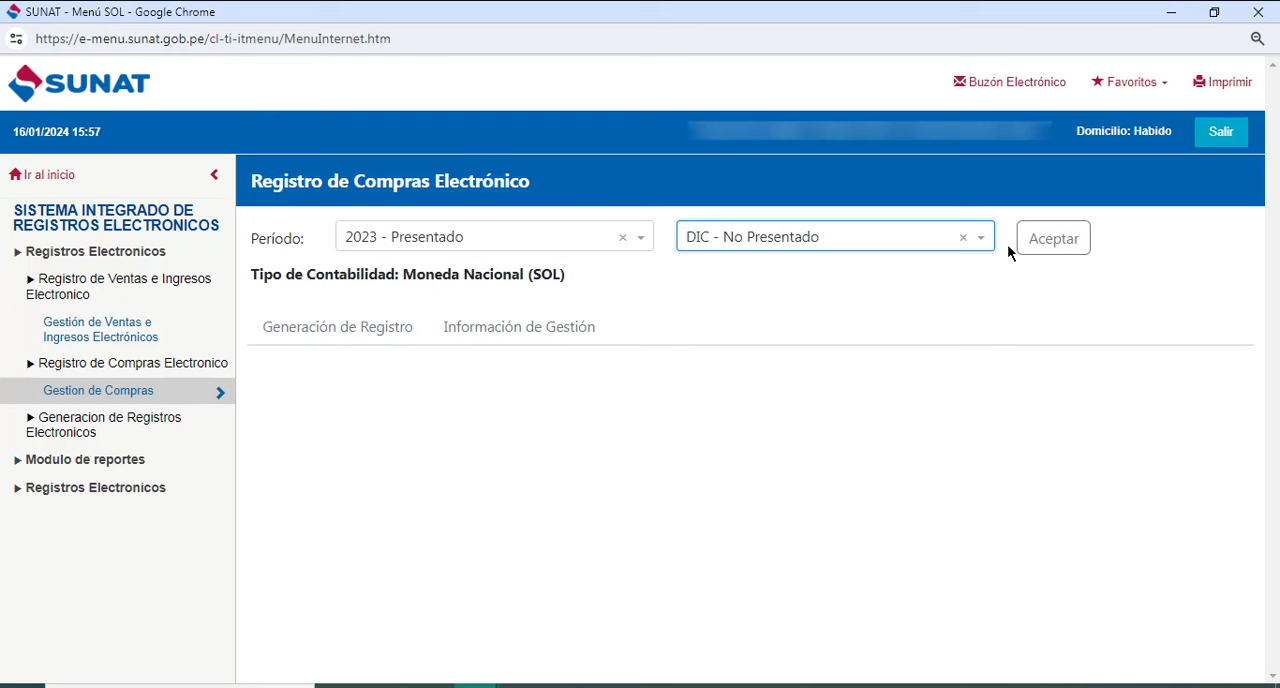 SUNAT - Menú SOL - Google Chrome
https://e-menu.sunat.gob.pe/cl-ti-itmenu/MenuInternet.htm
SUNAT
Buzón Electrónico
Favoritos
Imprimir
16/01/2024 15:57
Domicilio: Habido
Salir
Ir al inicio
SISTEMA INTEGRADO DE
REGISTROS ELECTRONICOS
Registros Electronicos
Registro de Ventas e Ingresos
Electronico
Gestión de Ventas e
Ingresos Electrónicos
Registro de Compras Electronico
Gestion de Compras
Generacion de Registros
Electronicos
Modulo de reportes
Registros Electronicos
Registro de Compras Electrónico
Período:
2023 - Presentado
DIC - No Presentado
Aceptar
Tipo de Contabilidad: Moneda Nacional (SOL)
Generación de Registro
Información de Gestión